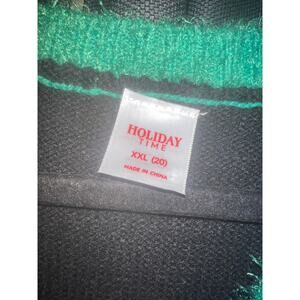 HOLIDAY
TIME
XXL (20)
MADE IN CHINA